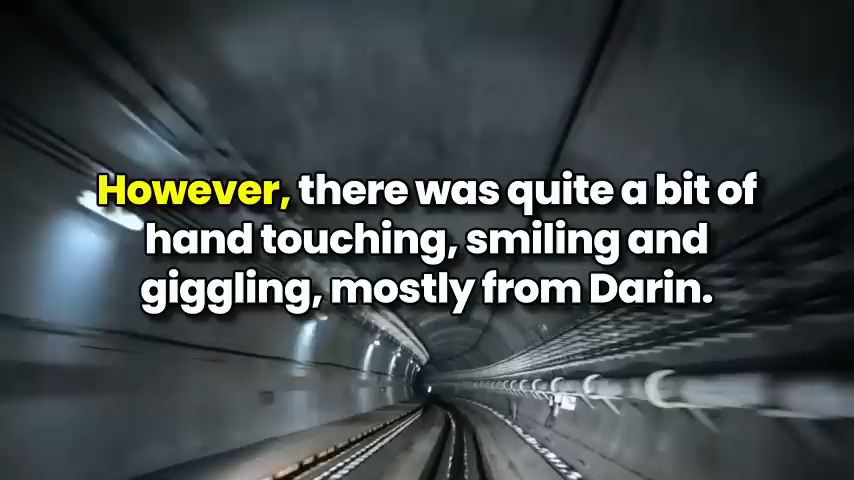 However, there was quite a bit of
hand touching, smiling and
giggling, mostly from Darin.